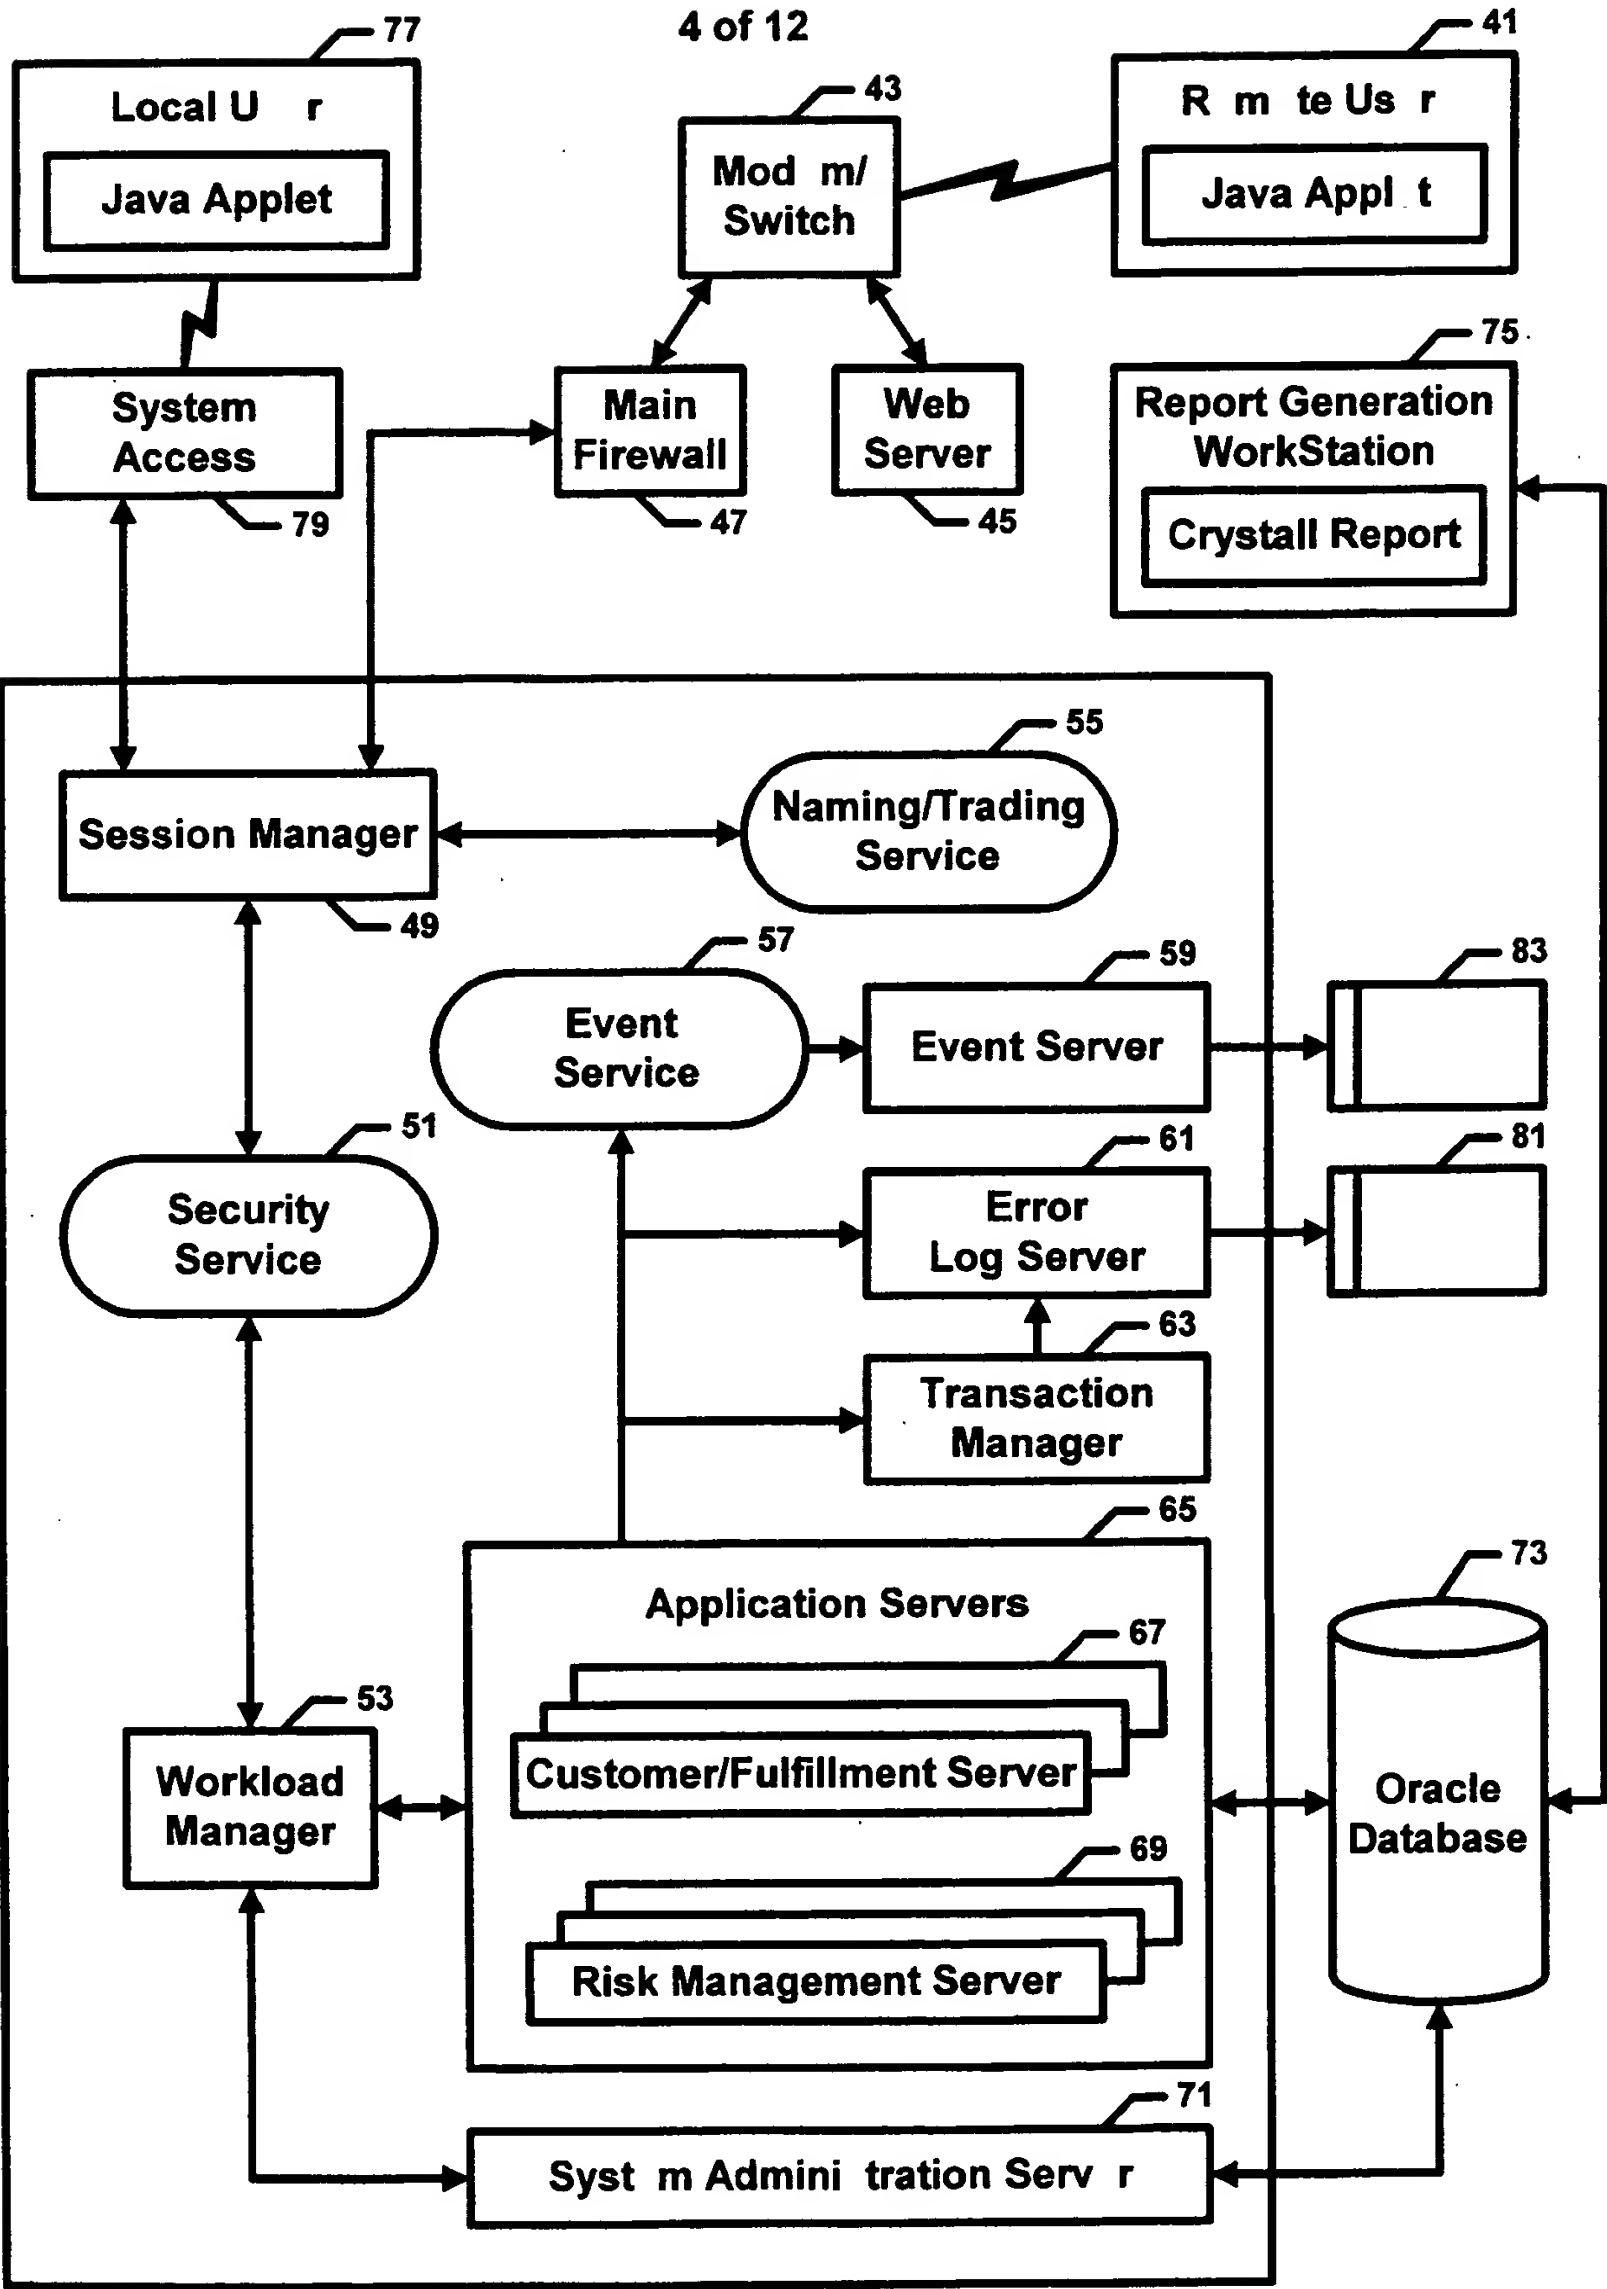 4 of 12
77
Local U r
Java Applet
43
Mod m/
Switch
41
R m te Us r
Java Appl t
System
Access
79
Main
Firewall
47
Web
Server
45
75
Report Generation
WorkStation
Crystall Report
55
Naming/Trading
Service
Session Manager
49
57
Event
Service
59
Event Server
83
51
Security
Service
61
Error
Log Server
81
63
Transaction
Manager
65
Application Servers
67
Customer/Fulfillment Server
69
Risk Management Server
53
Workload
Manager
73
Oracle
Database
71
Syst m Admini tration Serv r